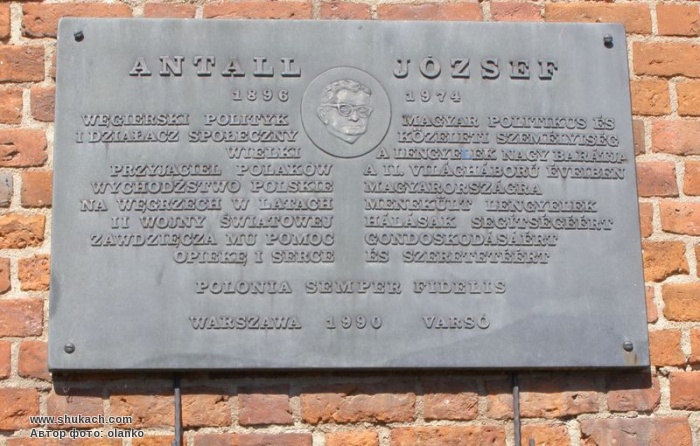 ANTALL JÓZSEF
1896 1974
WĘGIERSKI POLITYK
I DZIAŁACZ SPOŁECZNY
WIELKI
PRZYJACIEL POLAKÓW
WYCHODŹSTWO POLSKIE
NA WĘGRZECH W LATACH
II WOJNY ŚWIATOWEJ
ZAWDZIĘCZA MU POMOC
OPIEKĘ I SERCE
MAGYAR POLITIKUS ÉS
KÖZÉLETI SZEMÉLYISÉG
A LENGYELEK NAGY BARÁTJA
A II. VILÁGHÁBORÚ ÉVEIBEN
MAGYARORSZÁGRA
MENEKÜLT LENGYELEK
HÁLÁSAK SEGÍTSÉGÉÉRT
GONDOSKODÁSÁÉRT
ÉS SZERETETÉÉRT
POLONIA SEMPER FIDELIS
WARSZAWA 1990 VARSÓ
www.shukach.com
Автор фото: olanko